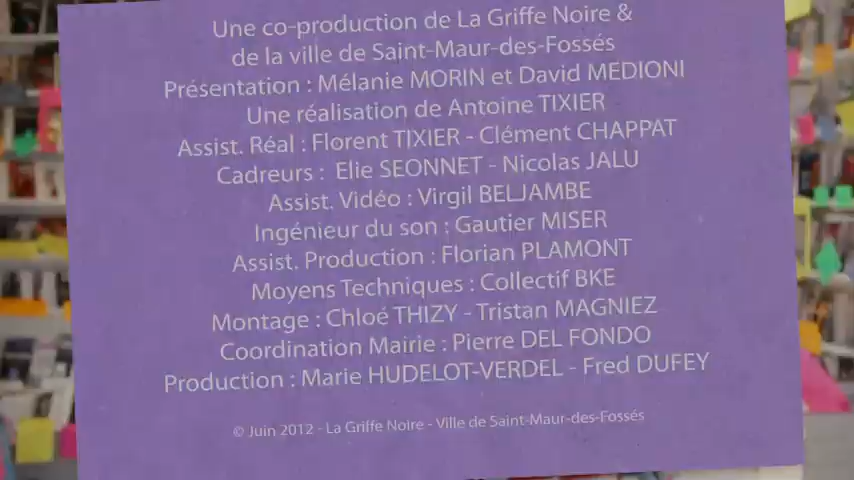 Une co-production de La Griffe Noire &
de la ville de Saint-Maur-des-Fossés
Présentation : Mélanie MORIN et David MEDIONI
Une réalisation de Antoine TIXIER
Assist. Réal : Florent TIXIER - Clément CHAPPAT
Cadreurs : Elie SEONNET - Nicolas JALU
Assist. Vidéo : Virgil BELJAMBE
Ingénieur du son : Gautier MISER
Assist. Production : Florian PLAMONT
Moyens Techniques : Collectif BKE
Montage : Chloé THIZY - Tristan MAGNIEZ
Coordination Mairie : Pierre DEL FONDO
Production : Marie HUDELOT-VERDEL - Fred DUFEY
© Juin 2012 - La Griffe Noire - Ville de Saint-Maur-des-Fossés